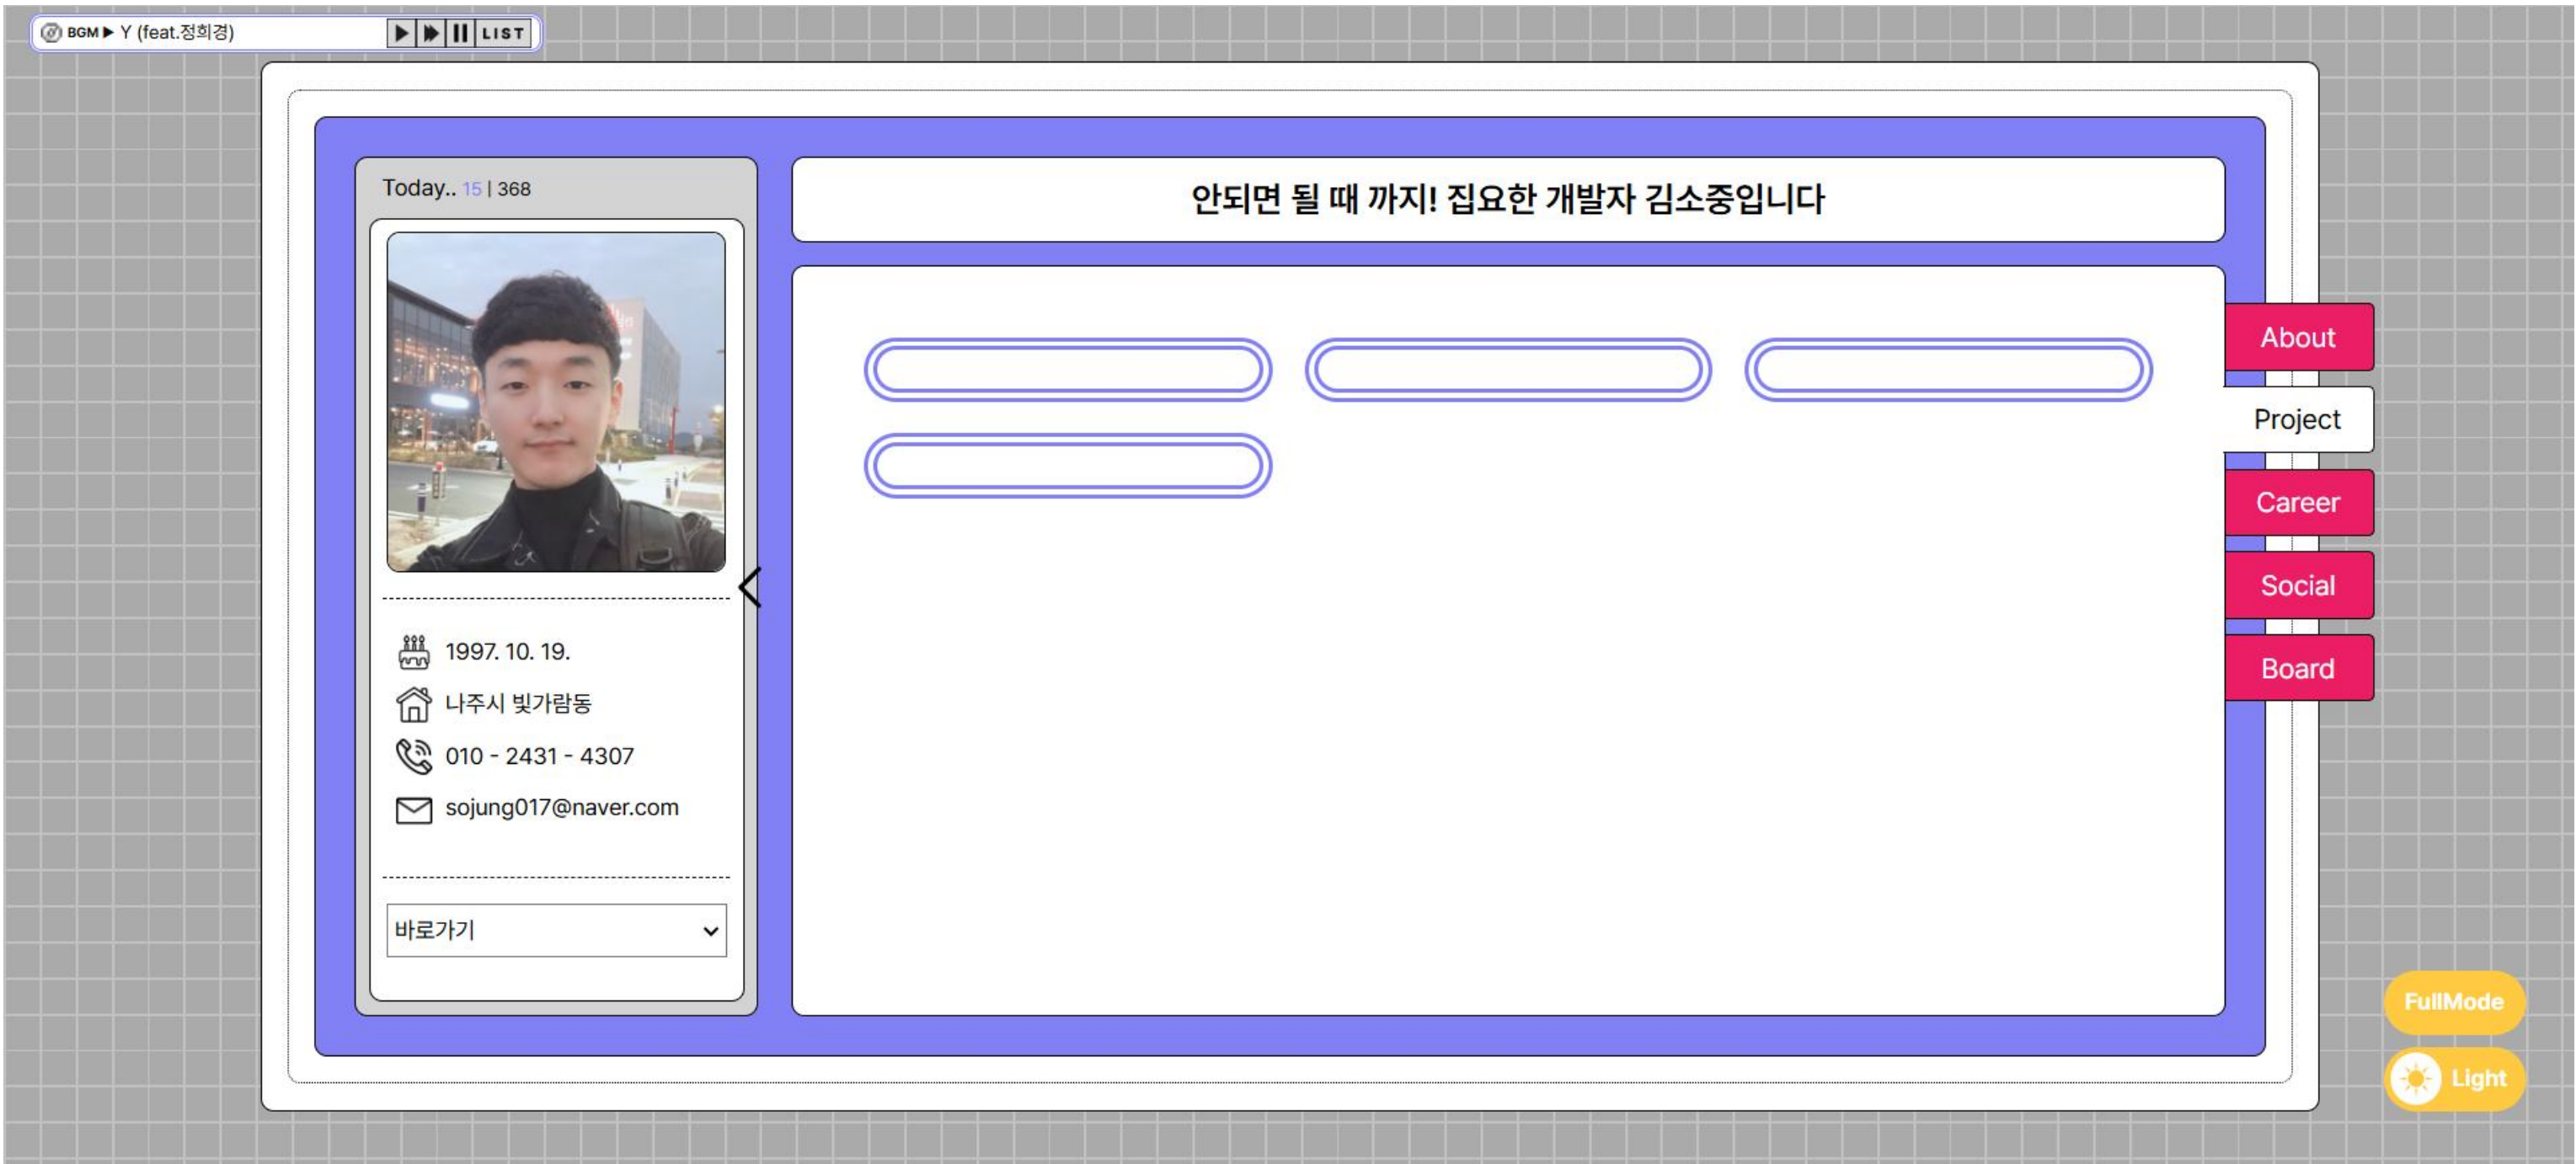 BGM ▶ Y (feat.정희경)
LIST
Today.. 15 | 368
안되면 될 때 까지! 집요한 개발자 김소중입니다
1997. 10. 19.
나주시 빛가람동
010 - 2431 - 4307
sojung017@naver.com
바로가기
About
Project
Career
Social
Board
FullMode
Light